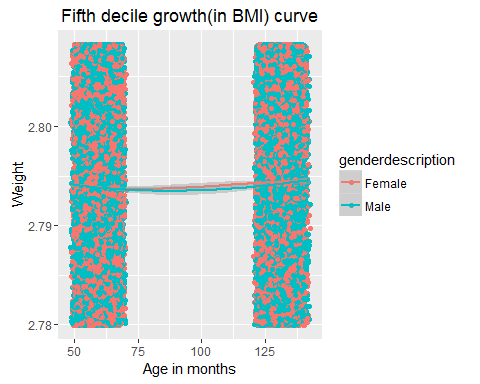 Fifth decile growth(in BMI) curve
Weight
2.80
2.79
2.78
50
75
100
125
Age in months
genderdescription
Female
Male